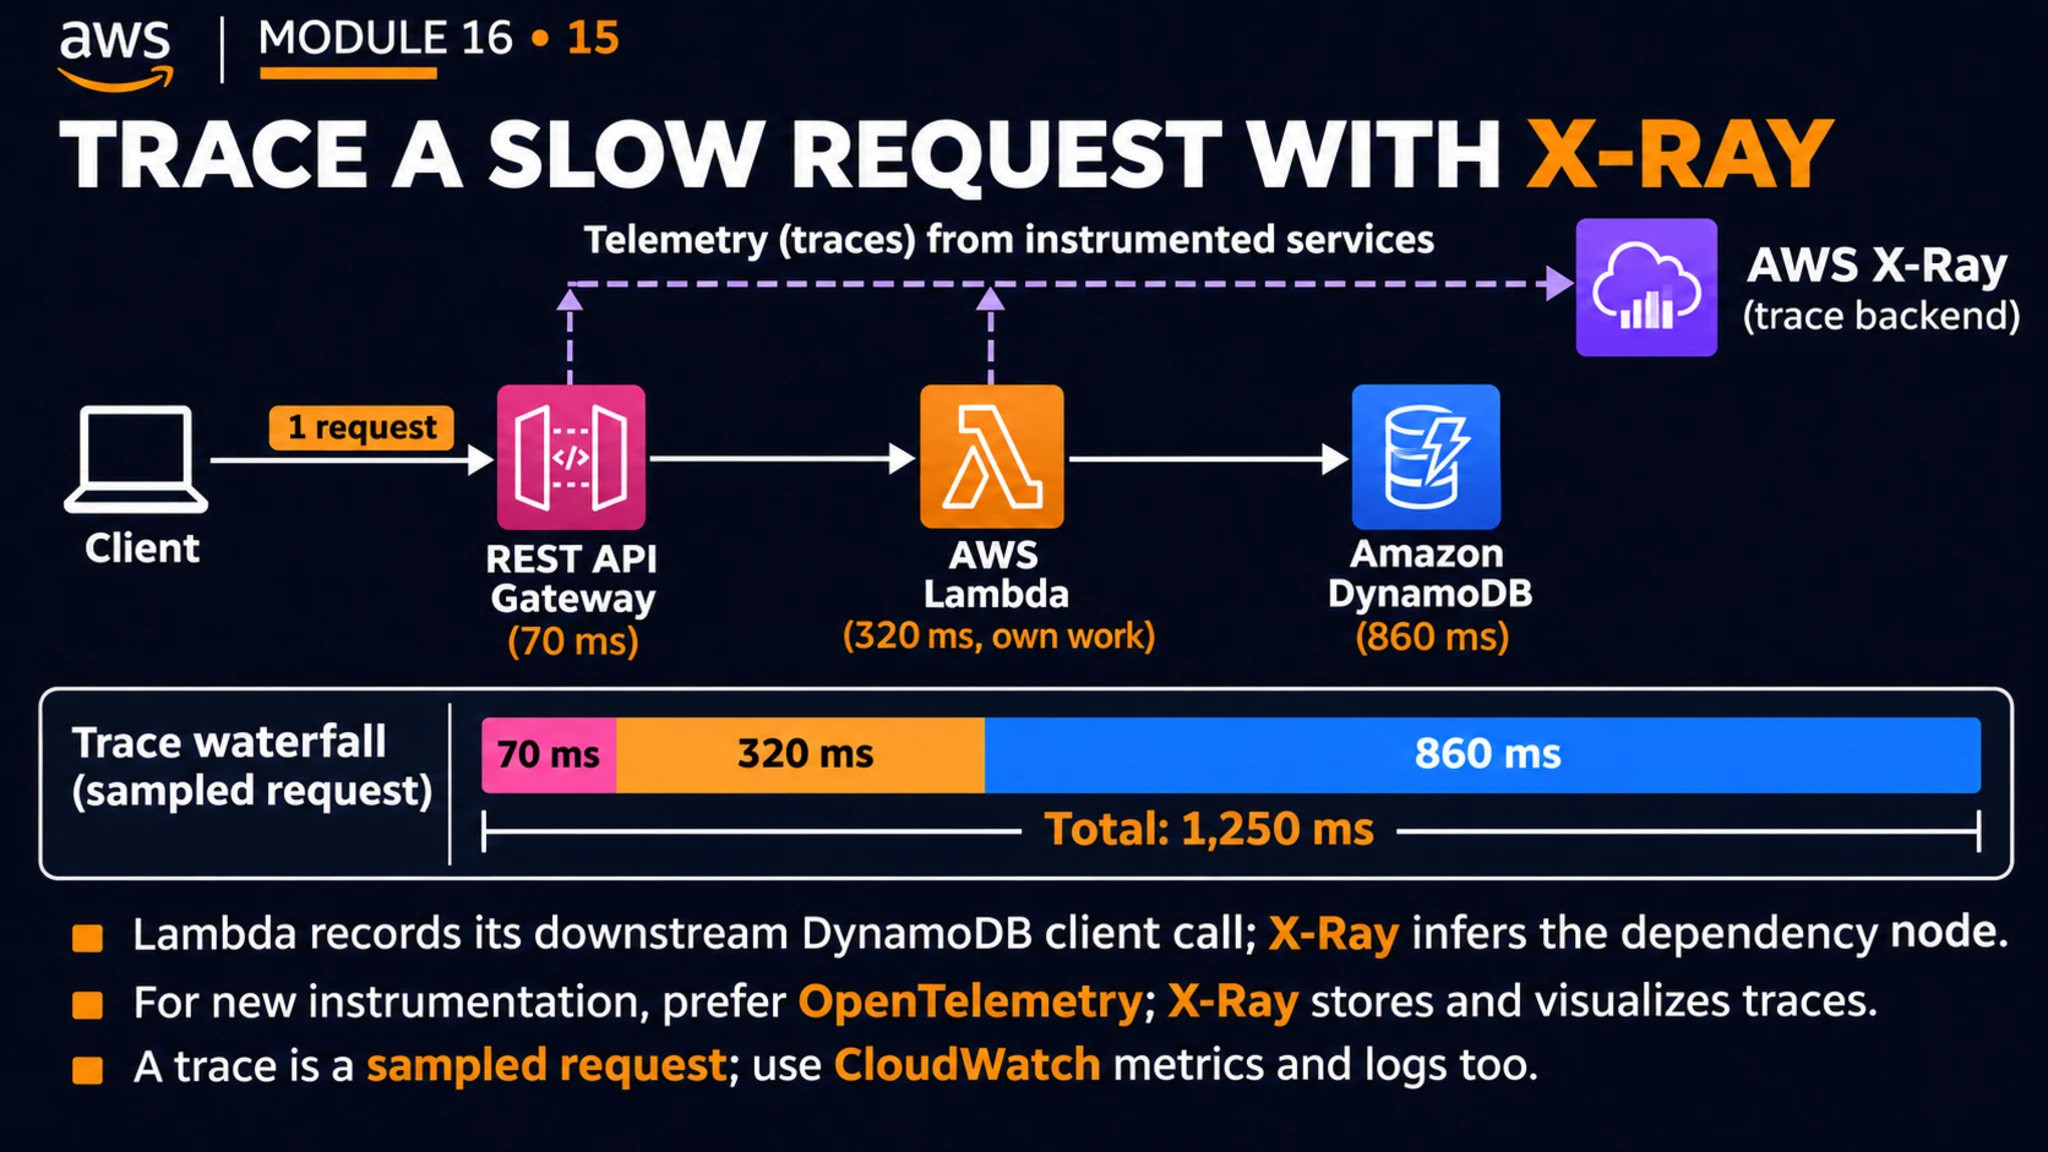 aws
MODULE 16 • 15
TRACE A SLOW REQUEST WITH X-RAY
Telemetry (traces) from instrumented services
AWS X-Ray
(trace backend)
1 request
</>
Client
REST API
Gateway
(70 ms)
AWS
Lambda
(320 ms, own work)
Amazon
DynamoDB
(860 ms)
Trace waterfall
(sampled request)
70 ms
320 ms
860 ms
Total: 1,250 ms
Lambda records its downstream DynamoDB client call; X-Ray infers the dependency node.
For new instrumentation, prefer OpenTelemetry; X-Ray stores and visualizes traces.
A trace is a sampled request; use CloudWatch metrics and logs too.